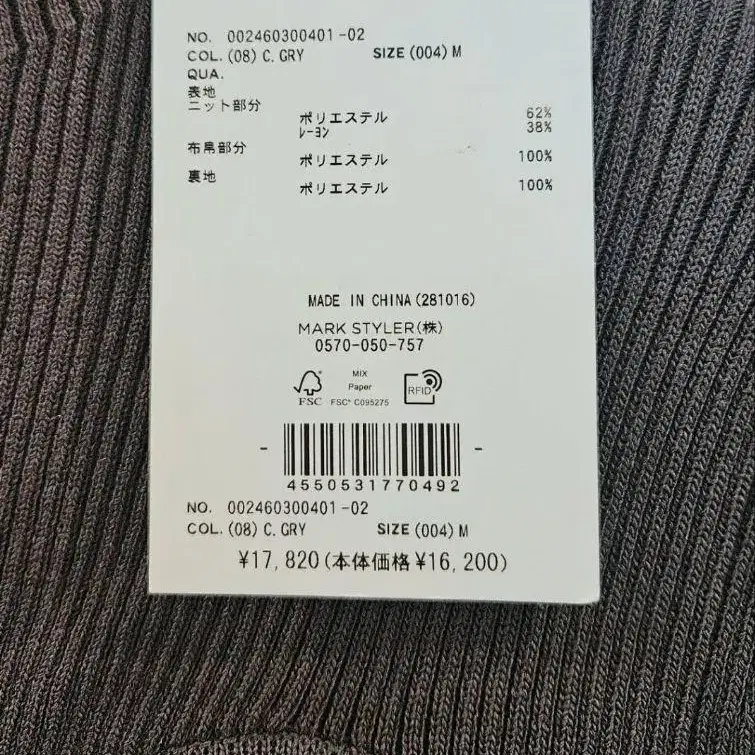 NO. 002460300401-02
COL. (08) C. GRY SIZE (004) M
QUA.
表地
ニット部分
ポリエステル 62%
レーヨン 38%
布帛部分
ポリエステル 100%
裏地
ポリエステル 100%
MADE IN CHINA (281016)
MARK STYLER(株)
0570-050-757
MIX
Paper
FSC FSC® C095275
RFID
4550531770492
NO. 002460300401-02
COL. (08) C. GRY SIZE (004) M
¥17,820(本体価格¥16,200)